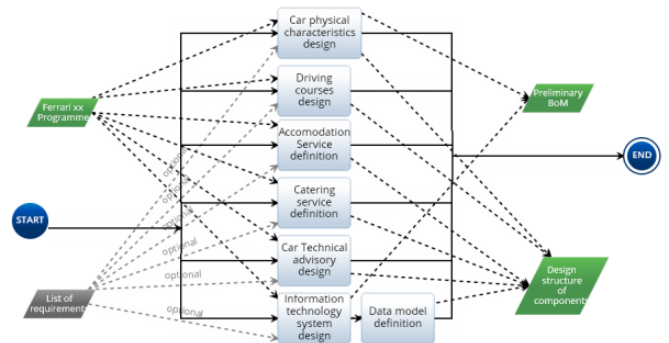 Car physical
characteristics
design
Driving
courses
design
Ferrari xx
Programme
Preliminary
BoM
Accomodation
Service
definition
END
optional
optional
optional
Catering
service
definition
START
optional
Car Technical
advisory
design
optional
List of
requirement
optional
Information
technology
system
design
Data model
definition
Design
structure
of
component